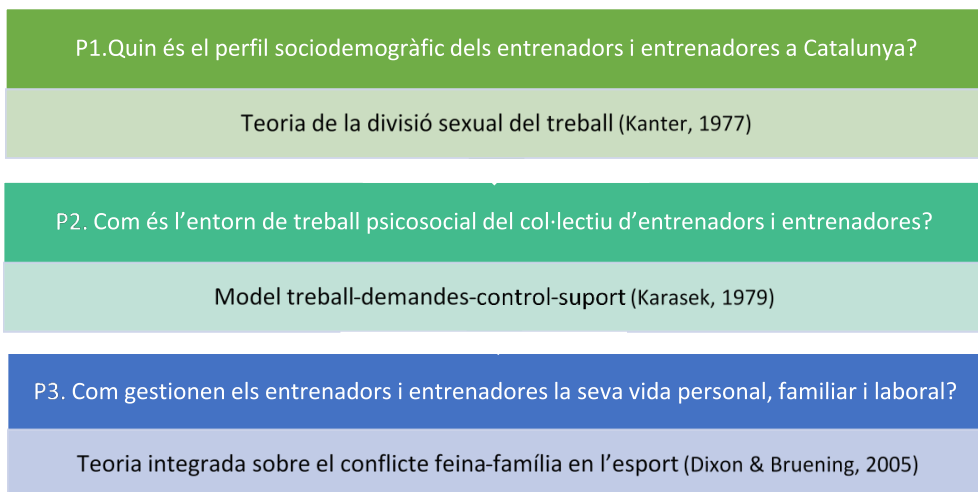 P1.Quin és el perfil sociodemogràfic dels entrenadors i entrenadores a Catalunya?
Teoria de la divisió sexual del treball (Kanter, 1977)
P2. Com és l’entorn de treball psicosocial del col·lectiu d’entrenadors i entrenadores?
Model treball-demandes-control-suport (Karasek, 1979)
P3. Com gestionen els entrenadors i entrenadores la seva vida personal, familiar i laboral?
Teoria integrada sobre el conflicte feina-família en l’esport (Dixon & Bruening, 2005)